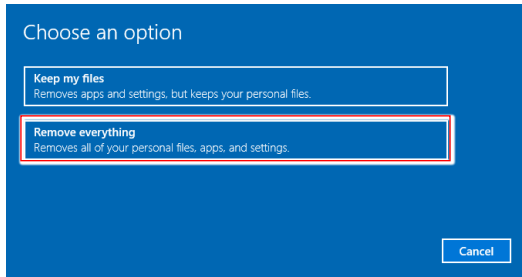 Choose an option
Keep my files
Removes apps and settings, but keeps your personal files.
Remove everything
Removes all of your personal files, apps, and settings.
Cancel